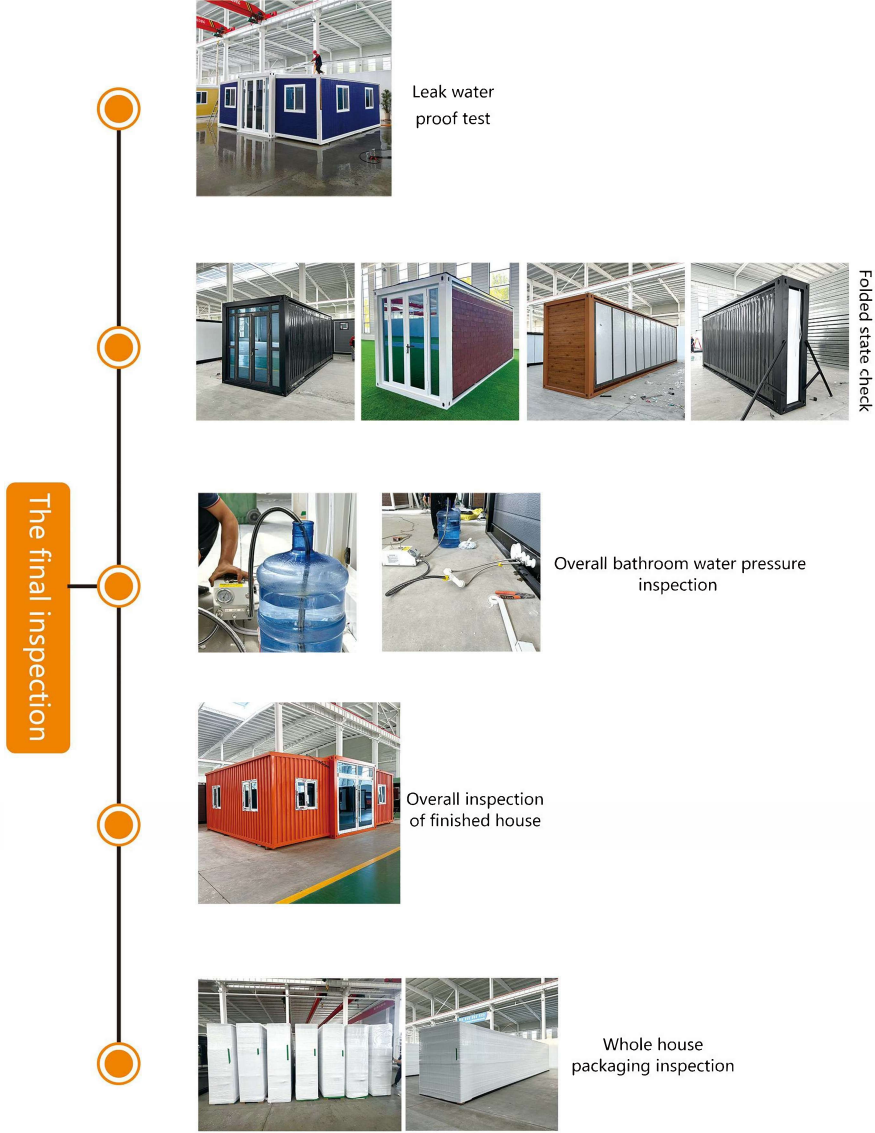 Leak water
proof test
Folded state check
The final inspection
Overall bathroom water pressure
inspection
Overall inspection
of finished house
Whole house
packaging inspection